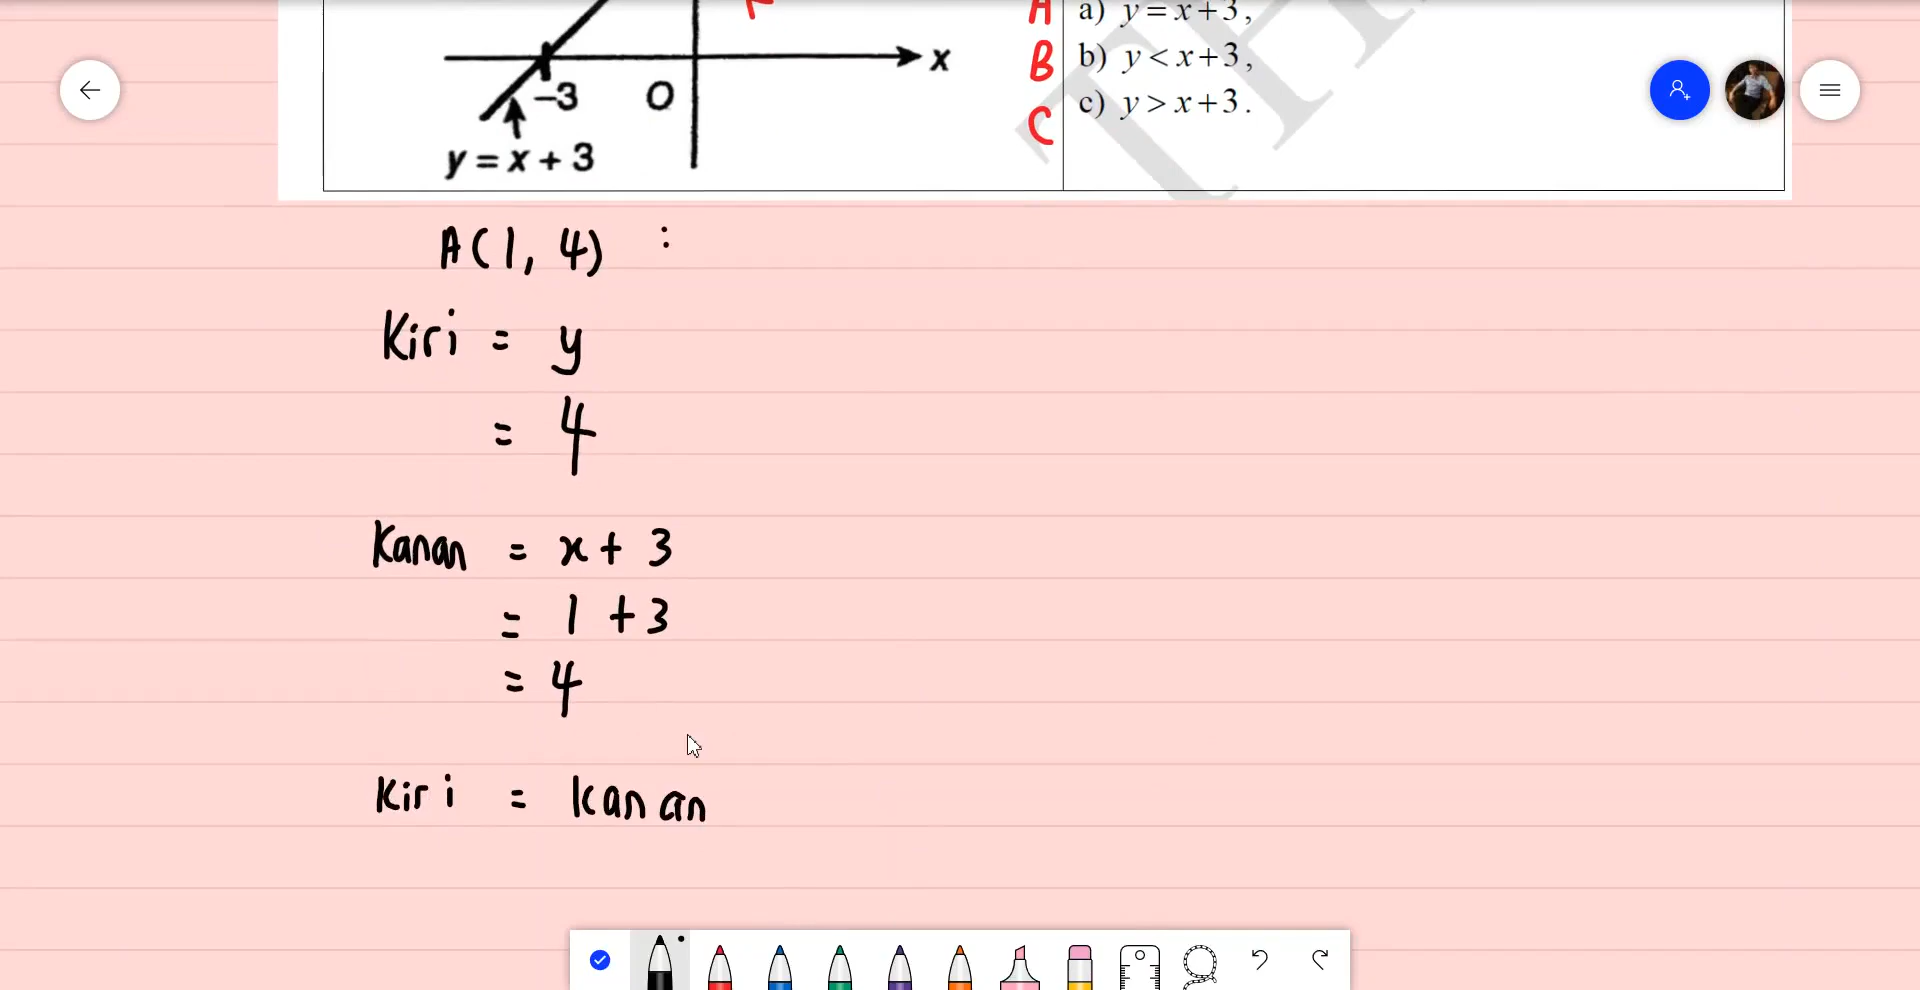 A a) y = x + 3,
B b) y < x + 3,
C c) y > x + 3.
x
-3 O
y = x + 3
A(1, 4) :
Kiri = y
= 4
Kanan = x + 3
= 1 + 3
= 4
Kiri = kanan